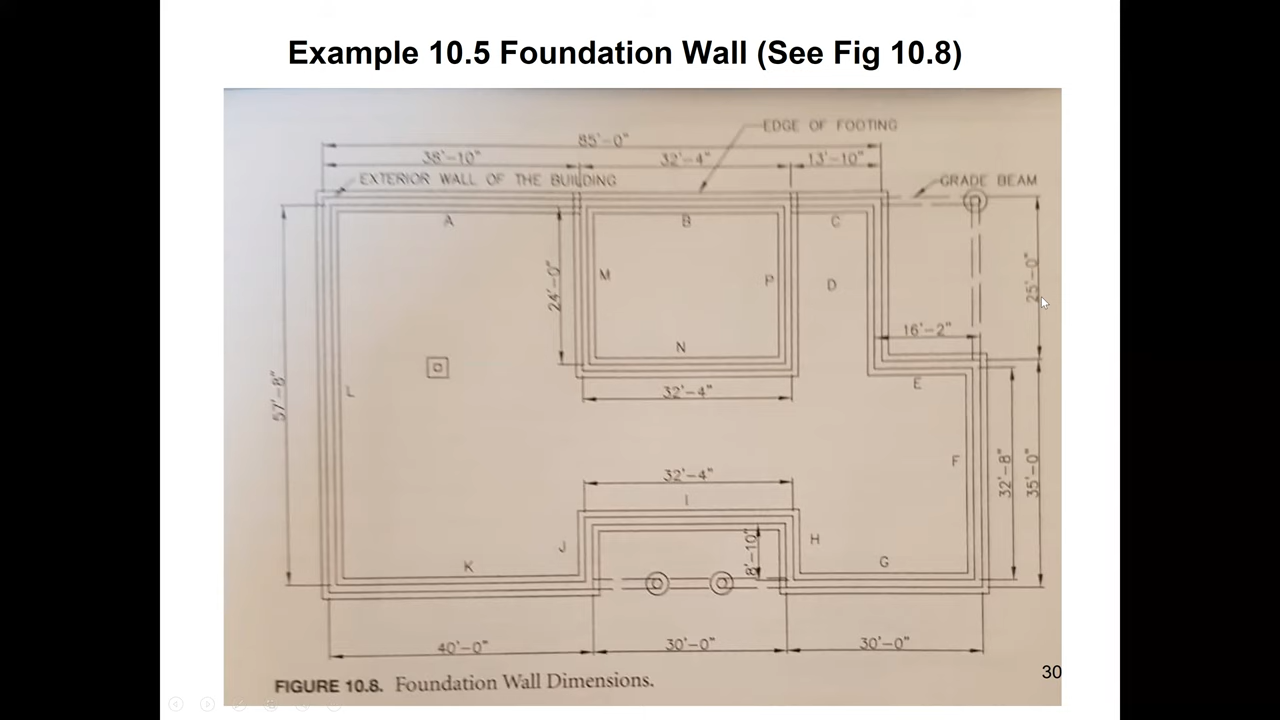 Example 10.5 Foundation Wall (See Fig 10.8)
EDGE OF FOOTING
85'-0"
38'-10"
32'-4"
13'-10"
EXTERIOR WALL OF THE BUILDING
GRADE BEAM
A
B
C
24'-0"
M
P
D
25'-0"
16'-2"
N
57'-8"
L
32'-4"
E
32'-4"
F
32'-8"
35'-0"
I
J
8'-10"
H
K
G
40'-0"
30'-0"
30'-0"
FIGURE 10.8. Foundation Wall Dimensions.
30